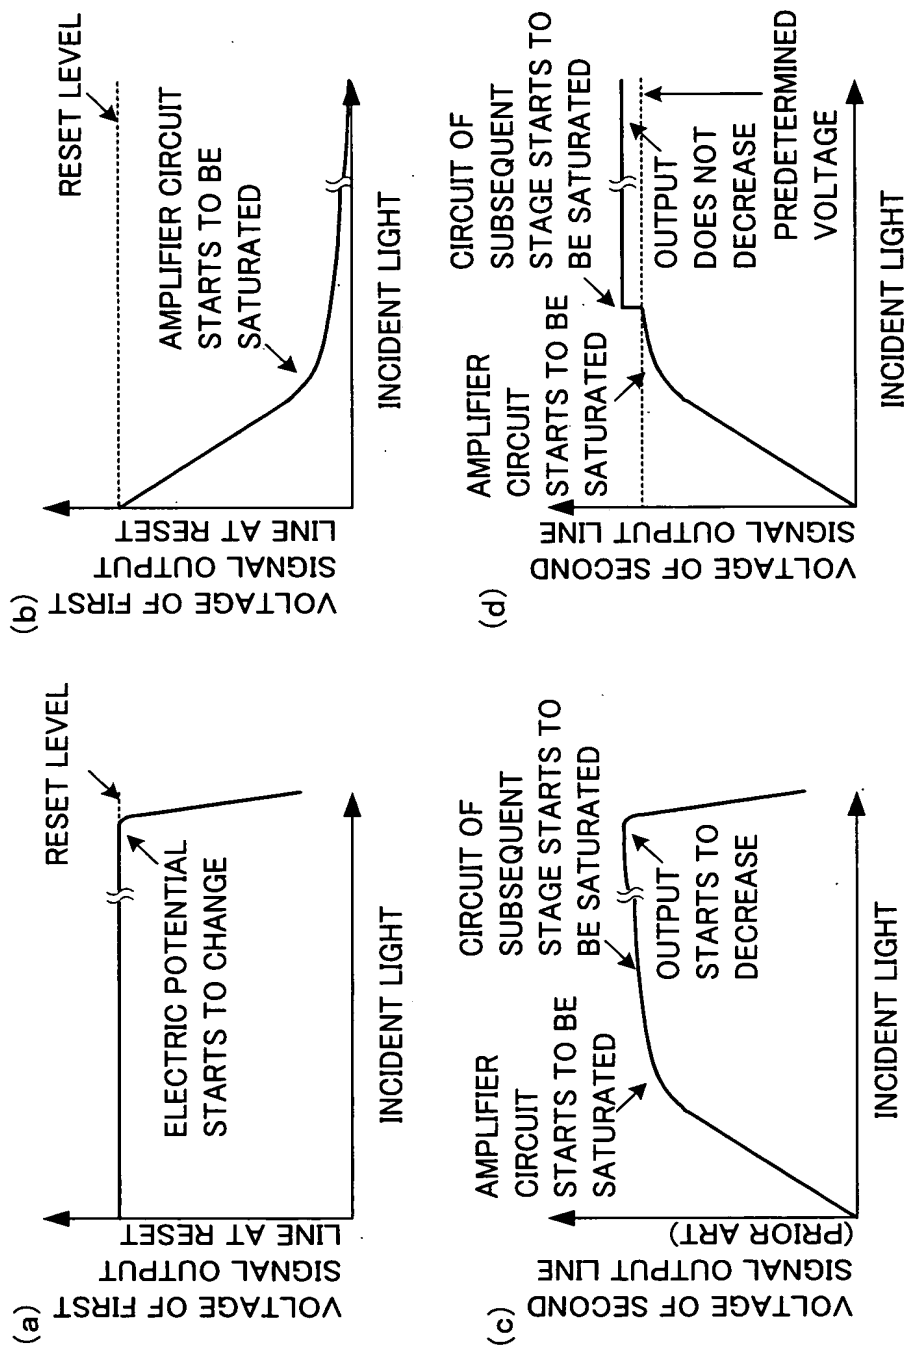 (a)
VOLTAGE OF FIRST
SIGNAL OUTPUT
LINE AT RESET
RESET LEVEL
ELECTRIC POTENTIAL
STARTS TO CHANGE
INCIDENT LIGHT
(b)
VOLTAGE OF FIRST
SIGNAL OUTPUT
LINE AT RESET
RESET LEVEL
AMPLIFIER CIRCUIT
STARTS TO BE
SATURATED
INCIDENT LIGHT
(c)
VOLTAGE OF SECOND
SIGNAL OUTPUT LINE
(PRIOR ART)
AMPLIFIER
CIRCUIT
STARTS TO BE
SATURATED
CIRCUIT OF
SUBSEQUENT
STAGE STARTS TO
BE SATURATED
OUTPUT
STARTS TO
DECREASE
INCIDENT LIGHT
(d)
VOLTAGE OF SECOND
SIGNAL OUTPUT LINE
AMPLIFIER
CIRCUIT
STARTS TO BE
SATURATED
CIRCUIT OF
SUBSEQUENT
STAGE STARTS TO
BE SATURATED
OUTPUT
DOES NOT
DECREASE
PREDETERMINED
VOLTAGE
INCIDENT LIGHT